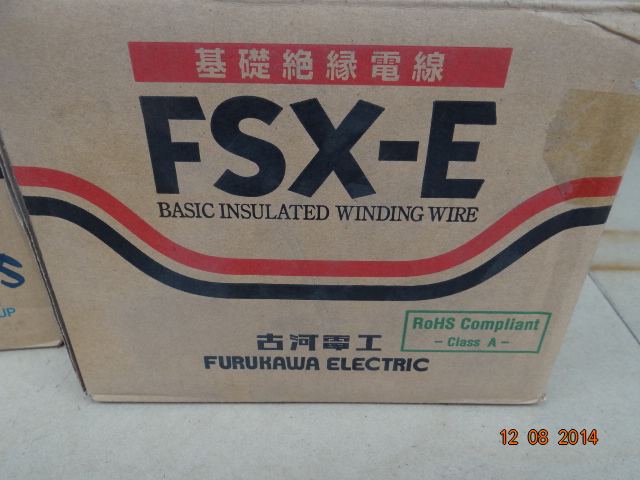 基礎絶縁電線
FSX-E
BASIC INSULATED WINDING WIRE
S
UP
RoHS Compliant
- Class A -
古河電工
FURUKAWA ELECTRIC
12 08 2014